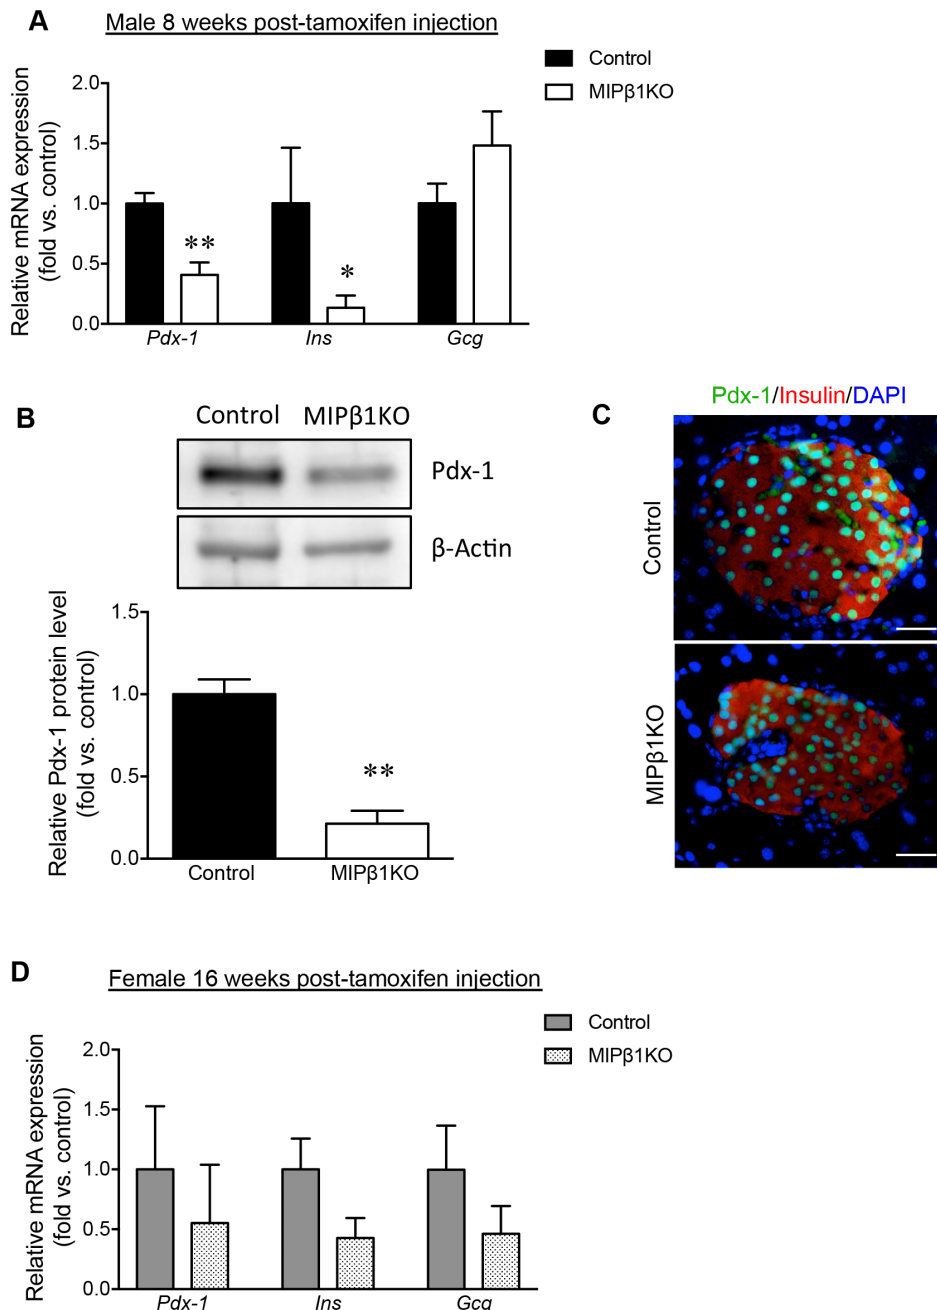 A
Male 8 weeks post-tamoxifen injection
Control
MIPβ1KO
Relative mRNA expression
(fold vs. control)
2.0
1.5
1.0
0.5
0.0
**
*
Pdx-1
Ins
Gcg
B
Control
MIPβ1KO
Pdx-1
β-Actin
Relative Pdx-1 protein level
(fold vs. control)
1.5
1.0
0.5
0.0
**
Control
MIPβ1KO
C
Pdx-1/Insulin/DAPI
Control
MIPβ1KO
D
Female 16 weeks post-tamoxifen injection
Control
MIPβ1KO
Relative mRNA expression
(fold vs. control)
2.0
1.5
1.0
0.5
0.0
Pdx-1
Ins
Gcg